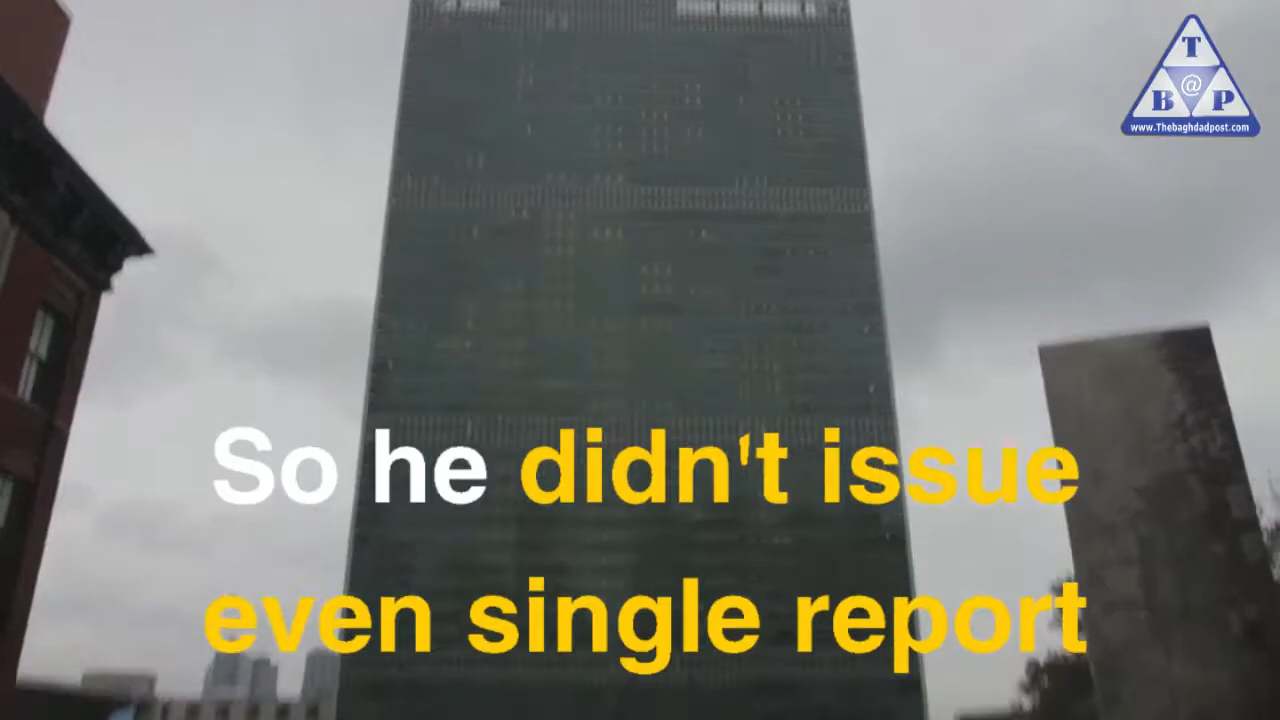 T
@
B P
www.Thebaghdadpost.com
So he didn't issue
even single report